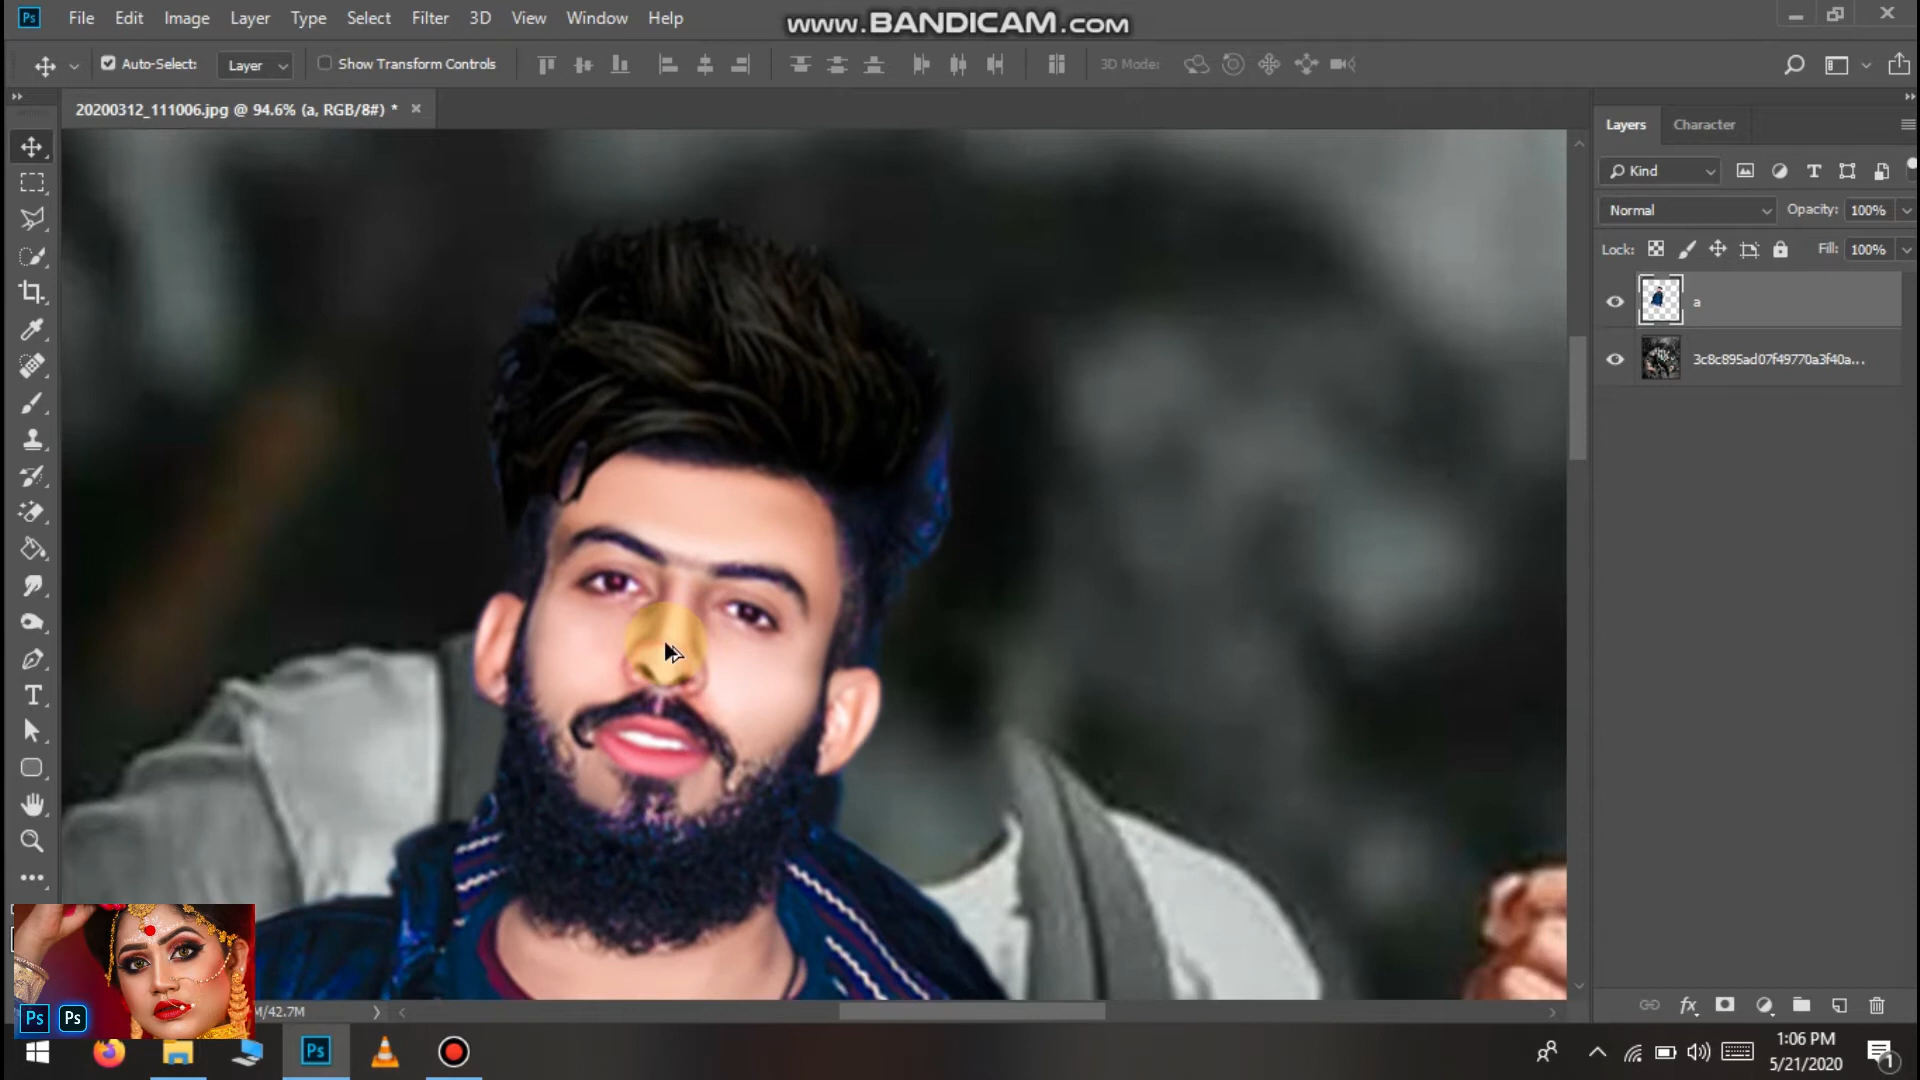 Ps File Edit Image Layer Type Select Filter 3D View Window Help
www.BANDICAM.com
Auto-Select: Layer Show Transform Controls 3D Mode:
20200312_111006.jpg @ 94.6% (a, RGB/8#) *
Layers Character
Kind
Normal Opacity: 100%
Lock: Fill: 100%
a
3c8c895ad07f49770a3f40a...
Ps Ps
M/42.7M
Ps
1:06 PM
5/21/2020
1